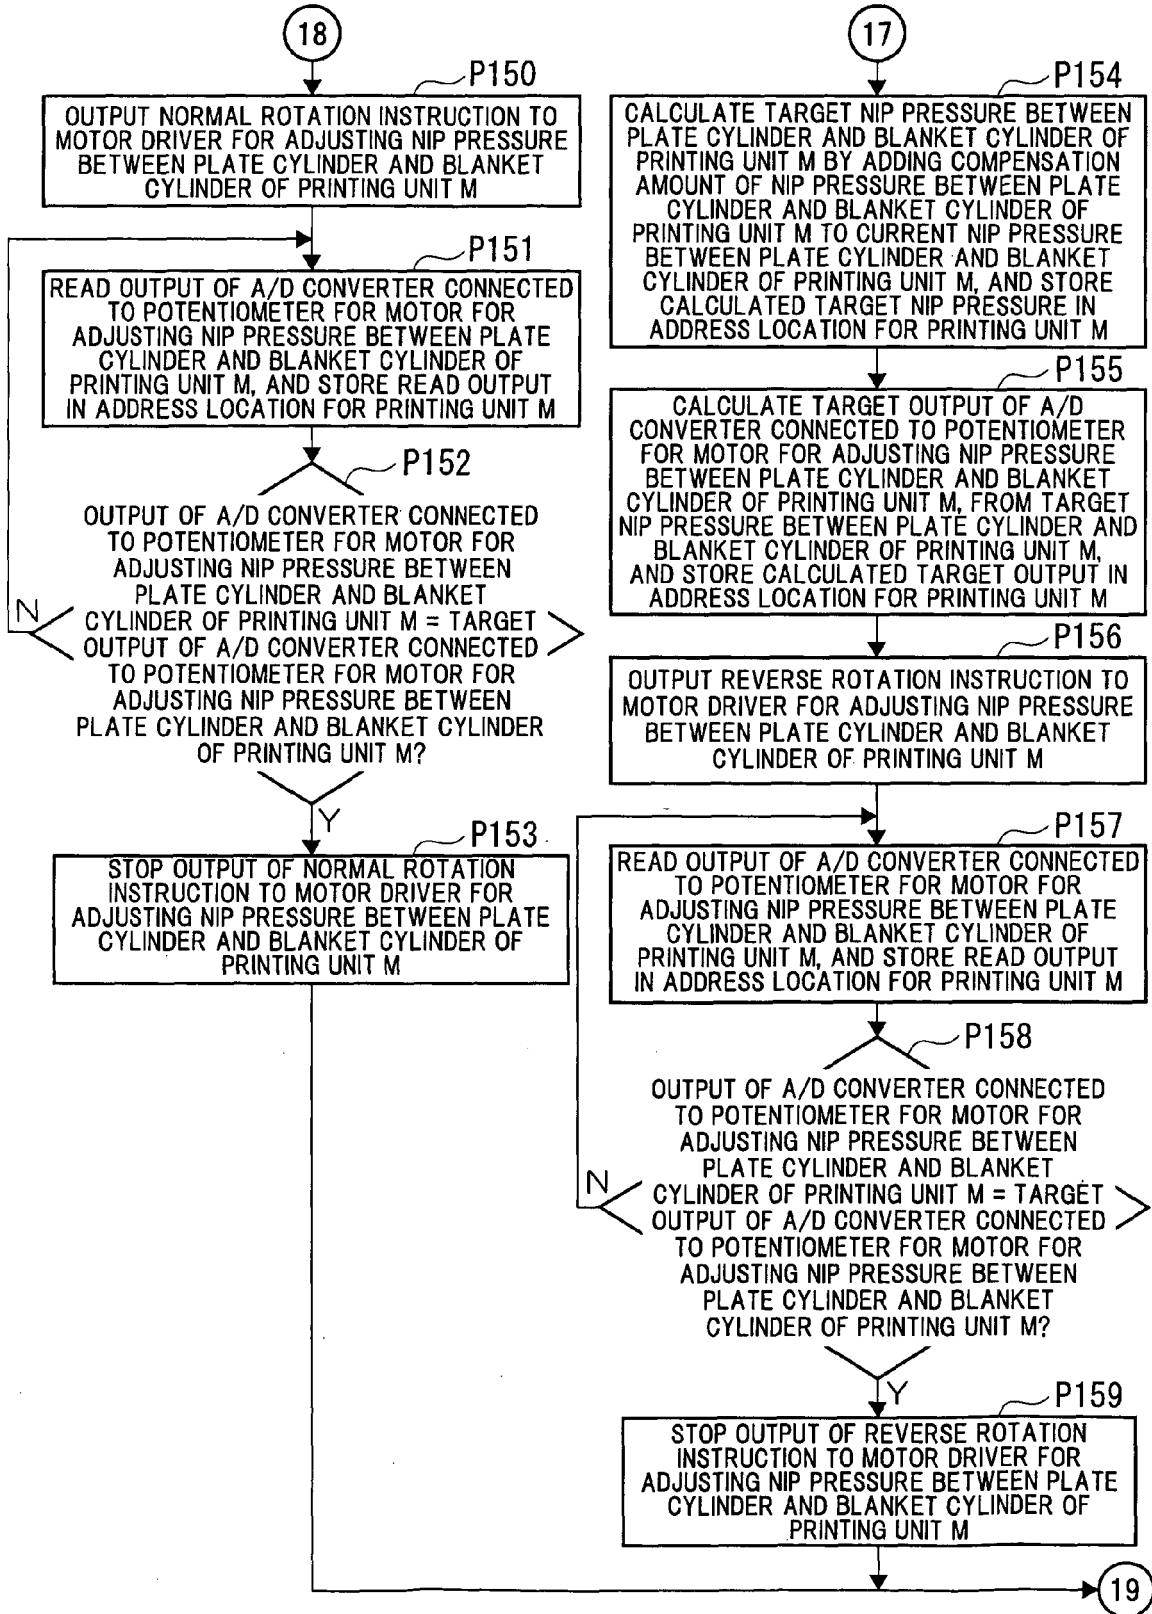 18
P150
OUTPUT NORMAL ROTATION INSTRUCTION TO
MOTOR DRIVER FOR ADJUSTING NIP PRESSURE
BETWEEN PLATE CYLINDER AND BLANKET
CYLINDER OF PRINTING UNIT M
P151
READ OUTPUT OF A/D CONVERTER CONNECTED
TO POTENTIOMETER FOR MOTOR FOR
ADJUSTING NIP PRESSURE BETWEEN PLATE
CYLINDER AND BLANKET CYLINDER OF
PRINTING UNIT M, AND STORE READ OUTPUT
IN ADDRESS LOCATION FOR PRINTING UNIT M
P152
OUTPUT OF A/D CONVERTER CONNECTED
TO POTENTIOMETER FOR MOTOR FOR
ADJUSTING NIP PRESSURE BETWEEN
PLATE CYLINDER AND BLANKET
CYLINDER OF PRINTING UNIT M = TARGET
OUTPUT OF A/D CONVERTER CONNECTED
TO POTENTIOMETER FOR MOTOR FOR
ADJUSTING NIP PRESSURE BETWEEN
PLATE CYLINDER AND BLANKET CYLINDER
OF PRINTING UNIT M?
N
Y
P153
STOP OUTPUT OF NORMAL ROTATION
INSTRUCTION TO MOTOR DRIVER FOR
ADJUSTING NIP PRESSURE BETWEEN PLATE
CYLINDER AND BLANKET CYLINDER OF
PRINTING UNIT M
17
P154
CALCULATE TARGET NIP PRESSURE BETWEEN
PLATE CYLINDER AND BLANKET CYLINDER OF
PRINTING UNIT M BY ADDING COMPENSATION
AMOUNT OF NIP PRESSURE BETWEEN PLATE
CYLINDER AND BLANKET CYLINDER OF
PRINTING UNIT M TO CURRENT NIP PRESSURE
BETWEEN PLATE CYLINDER AND BLANKET
CYLINDER OF PRINTING UNIT M, AND STORE
CALCULATED TARGET NIP PRESSURE IN
ADDRESS LOCATION FOR PRINTING UNIT M
P155
CALCULATE TARGET OUTPUT OF A/D
CONVERTER CONNECTED TO POTENTIOMETER
FOR MOTOR FOR ADJUSTING NIP PRESSURE
BETWEEN PLATE CYLINDER AND BLANKET
CYLINDER OF PRINTING UNIT M, FROM TARGET
NIP PRESSURE BETWEEN PLATE CYLINDER AND
BLANKET CYLINDER OF PRINTING UNIT M,
AND STORE CALCULATED TARGET OUTPUT IN
ADDRESS LOCATION FOR PRINTING UNIT M
P156
OUTPUT REVERSE ROTATION INSTRUCTION TO
MOTOR DRIVER FOR ADJUSTING NIP PRESSURE
BETWEEN PLATE CYLINDER AND BLANKET
CYLINDER OF PRINTING UNIT M
P157
READ OUTPUT OF A/D CONVERTER CONNECTED
TO POTENTIOMETER FOR MOTOR FOR
ADJUSTING NIP PRESSURE BETWEEN PLATE
CYLINDER AND BLANKET CYLINDER OF
PRINTING UNIT M, AND STORE READ OUTPUT
IN ADDRESS LOCATION FOR PRINTING UNIT M
P158
OUTPUT OF A/D CONVERTER CONNECTED
TO POTENTIOMETER FOR MOTOR FOR
ADJUSTING NIP PRESSURE BETWEEN
PLATE CYLINDER AND BLANKET
CYLINDER OF PRINTING UNIT M = TARGET
OUTPUT OF A/D CONVERTER CONNECTED
TO POTENTIOMETER FOR MOTOR FOR
ADJUSTING NIP PRESSURE BETWEEN
PLATE CYLINDER AND BLANKET
CYLINDER OF PRINTING UNIT M?
N
Y
P159
STOP OUTPUT OF REVERSE ROTATION
INSTRUCTION TO MOTOR DRIVER FOR
ADJUSTING NIP PRESSURE BETWEEN PLATE
CYLINDER AND BLANKET CYLINDER OF
PRINTING UNIT M
19